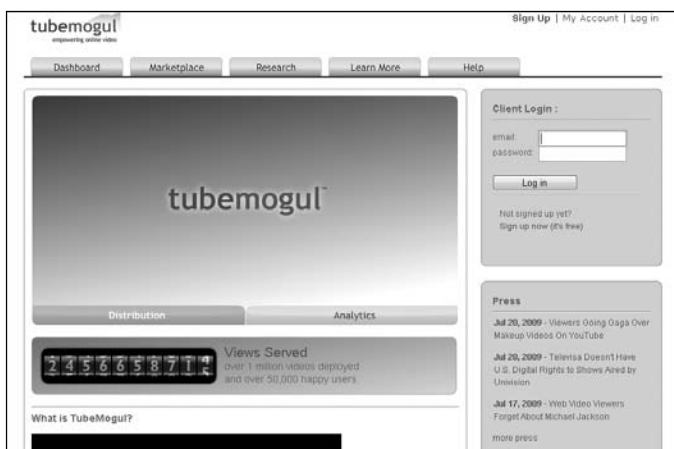 tubemogul
empowering online video
Sign Up | My Account | Log in
Dashboard
Marketplace
Research
Learn More
Help
tubemogul
Distribution
Analytics
Views Served
over 1 million videos deployed
and over 50,000 happy users
What is TubeMogul?
Client Login :
email:
password:
Log in
Not signed up yet?
Sign up now (it's free)
Press
Jul 20, 2009 - Viewers Going Gaga Over
Makeup Videos On YouTube
Jul 20, 2009 - Televisa Doesn't Have
U.S. Digital Rights to Shows Aired by
Univision
Jul 17, 2009 - Web Video Viewers
Forget About Michael Jackson
more press